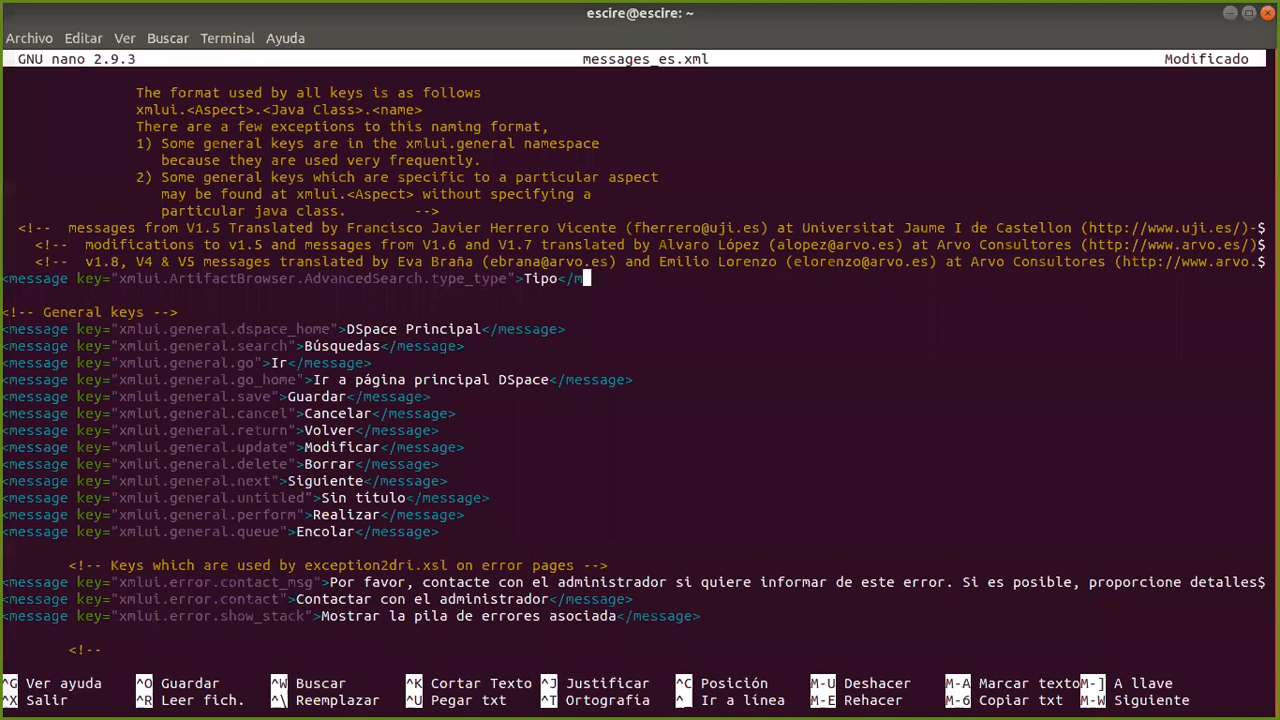 escire@escire: ~
Archivo Editar Ver Buscar Terminal Ayuda
GNU nano 2.9.3 messages_es.xml Modificado
The format used by all keys is as follows
xmlui.<Aspect>.<Java Class>.<name>
There are a few exceptions to this naming format,
1) Some general keys are in the xmlui.general namespace
because they are used very frequently.
2) Some general keys which are specific to a particular aspect
may be found at xmlui.<Aspect> without specifying a
particular java class. -->
<!-- messages from V1.5 Translated by Francisco Javier Herrero Vicente (fherrero@uji.es) at Universitat Jaume I de Castellon (http://www.uji.es/)-$
<!-- modifications to v1.5 and messages from V1.6 and V1.7 translated by Alvaro López (alopez@arvo.es) at Arvo Consultores (http://www.arvo.es/)$
<!-- v1.8, V4 & V5 messages translated by Eva Braña (ebrana@arvo.es) and Emilio Lorenzo (elorenzo@arvo.es) at Arvo Consultores (http://www.arvo.$
<message key="xmlui.ArtifactBrowser.AdvancedSearch.type_type">Tipo</m
<!-- General keys -->
<message key="xmlui.general.dspace_home">DSpace Principal</message>
<message key="xmlui.general.search">Búsquedas</message>
<message key="xmlui.general.go">Ir</message>
<message key="xmlui.general.go_home">Ir a página principal DSpace</message>
<message key="xmlui.general.save">Guardar</message>
<message key="xmlui.general.cancel">Cancelar</message>
<message key="xmlui.general.return">Volver</message>
<message key="xmlui.general.update">Modificar</message>
<message key="xmlui.general.delete">Borrar</message>
<message key="xmlui.general.next">Siguiente</message>
<message key="xmlui.general.untitled">Sin título</message>
<message key="xmlui.general.perform">Realizar</message>
<message key="xmlui.general.queue">Encolar</message>
<!-- Keys which are used by exception2dri.xsl on error pages -->
<message key="xmlui.error.contact_msg">Por favor, contacte con el administrador si quiere informar de este error. Si es posible, proporcione detalles$
<message key="xmlui.error.contact">Contactar con el administrador</message>
<message key="xmlui.error.show_stack">Mostrar la pila de errores asociada</message>
<!--
^G Ver ayuda ^O Guardar ^W Buscar ^K Cortar Texto ^J Justificar ^C Posición M-U Deshacer M-A Marcar texto M-] A llave
^X Salir ^R Leer fich. ^\ Reemplazar ^U Pegar txt ^T Ortografía ^_ Ir a línea M-E Rehacer M-6 Copiar txt M-W Siguiente